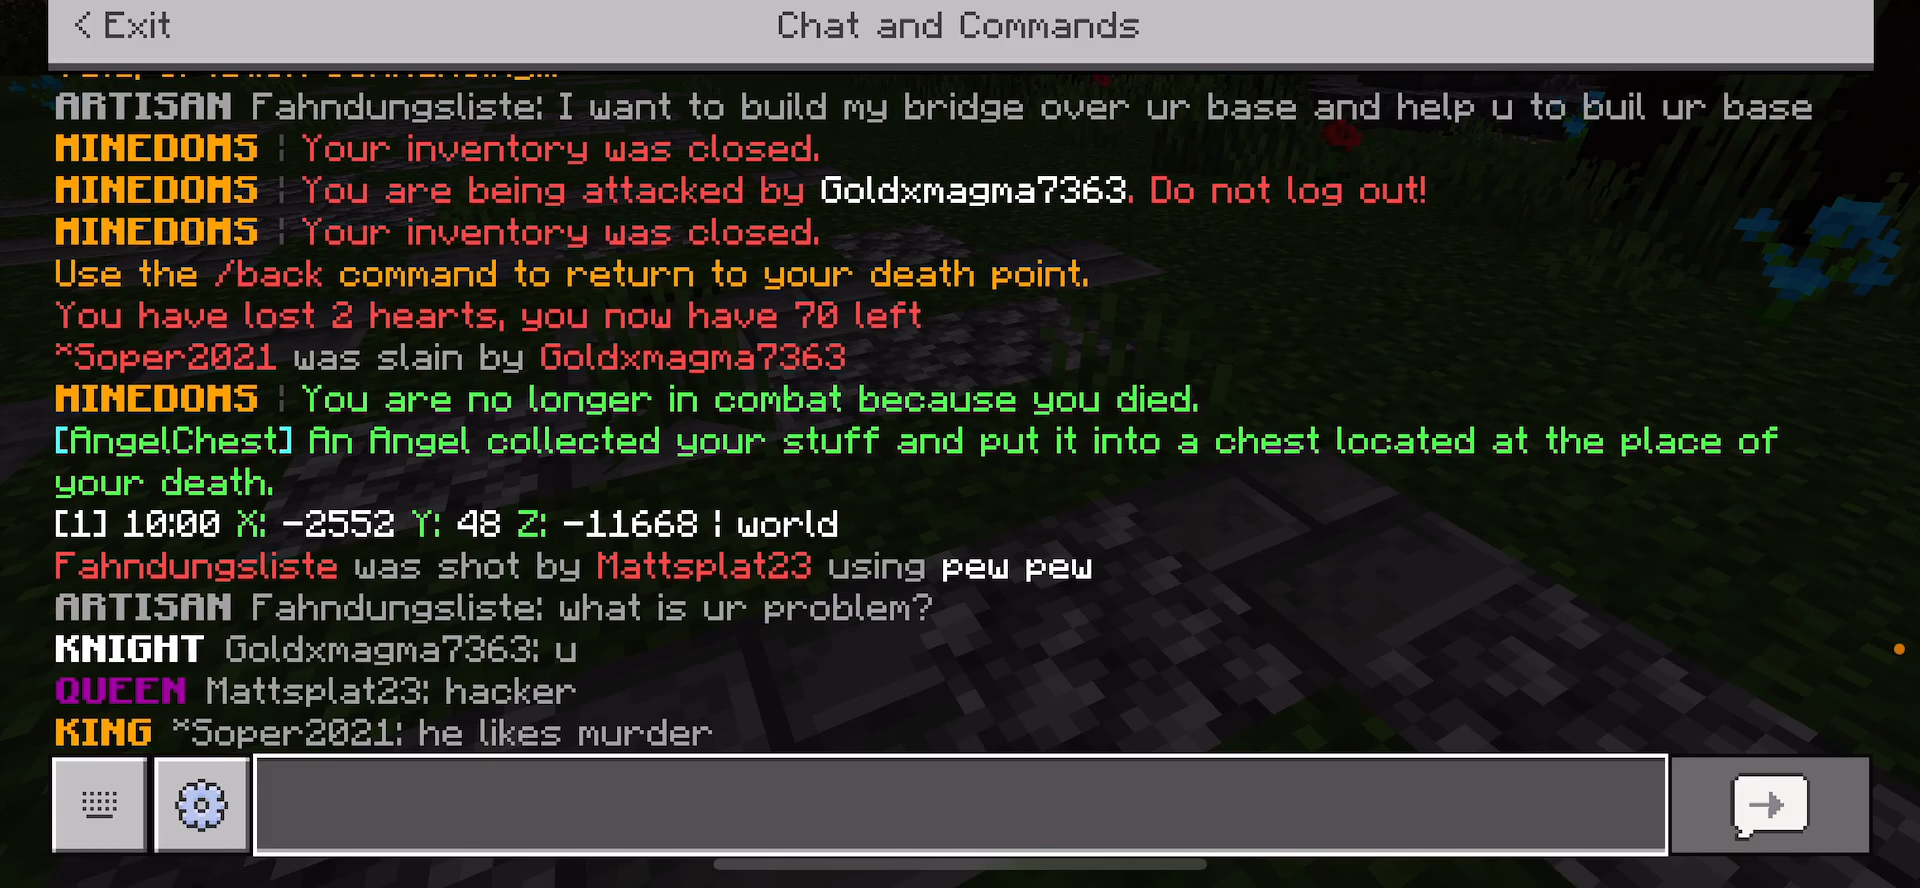 < Exit
Chat and Commands
ARTISAN Fahndungsliste: I want to build my bridge over ur base and help u to buil ur base
MINEDOMS | Your inventory was closed.
MINEDOMS | You are being attacked by Goldxmagma7363. Do not log out!
MINEDOMS | Your inventory was closed.
Use the /back command to return to your death point.
You have lost 2 hearts, you now have 70 left
*Soper2021 was slain by Goldxmagma7363
MINEDOMS | You are no longer in combat because you died.
[AngelChest] An Angel collected your stuff and put it into a chest located at the place of
your death.
[1] 10:00 X: -2552 Y: 48 Z: -11668 | world
Fahndungsliste was shot by Mattsplat23 using pew pew
ARTISAN Fahndungsliste: what is ur problem?
KNIGHT Goldxmagma7363: u
QUEEN Mattsplat23: hacker
KING *Soper2021: he likes murder